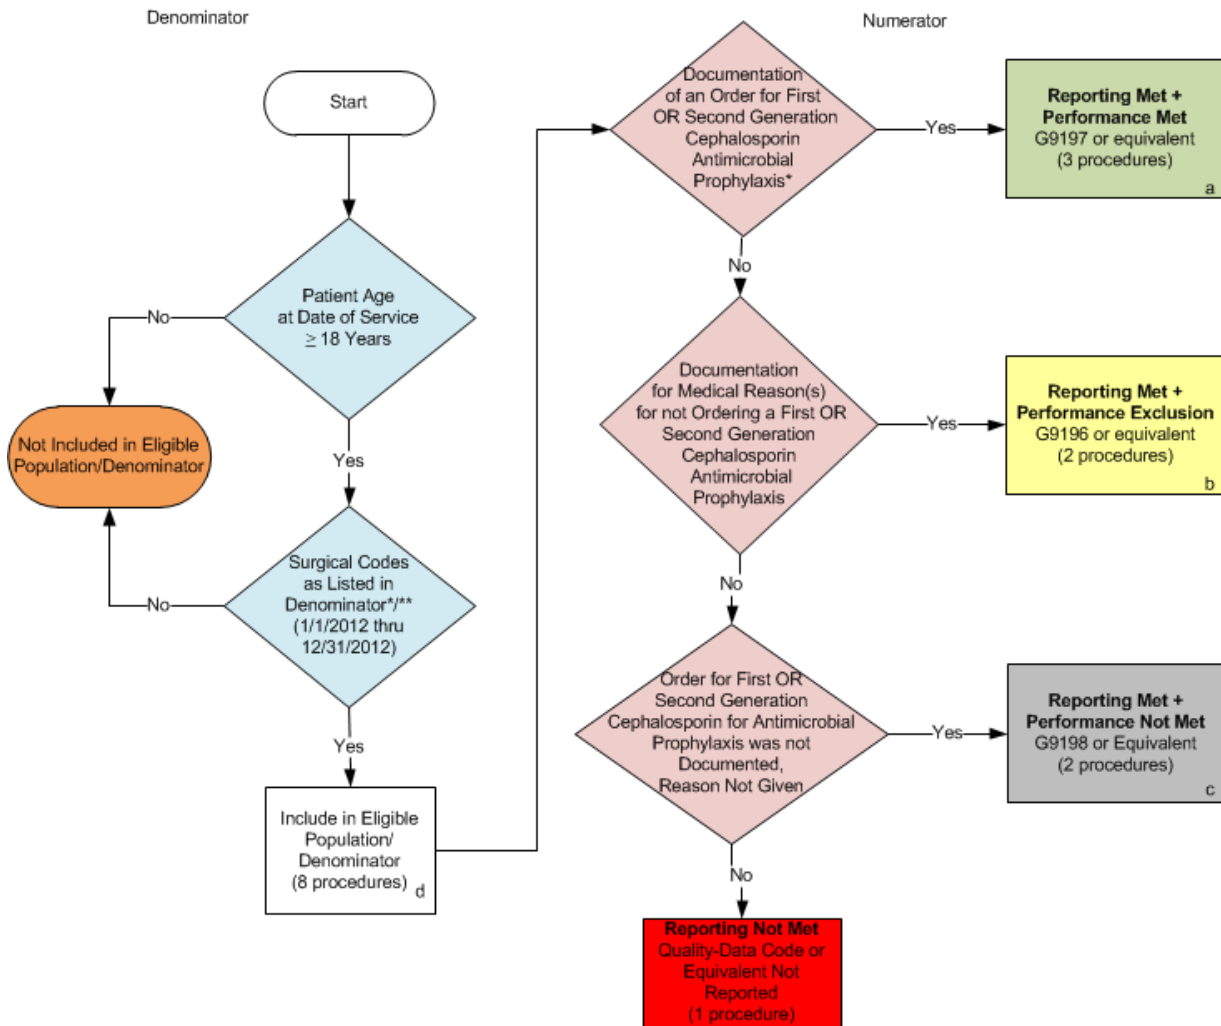 Denominator
Numerator
Start
Patient Age
at Date of Service
≥ 18 Years
No
Not Included in Eligible
Population/Denominator
Yes
Surgical Codes
as Listed in
Denominator*/**
(1/1/2012 thru
12/31/2012)
No
Yes
Include in Eligible
Population/
Denominator
(8 procedures)
d
Documentation
of an Order for First
OR Second Generation
Cephalosporin
Antimicrobial
Prophylaxis*
Yes
Reporting Met +
Performance Met
G9197 or equivalent
(3 procedures)
a
No
Documentation
for Medical Reason(s)
for not Ordering a First OR
Second Generation
Cephalosporin
Antimicrobial
Prophylaxis
Yes
Reporting Met +
Performance Exclusion
G9196 or equivalent
(2 procedures)
b
No
Order for First OR
Second Generation
Cephalosporin for Antimicrobial
Prophylaxis was not
Documented,
Reason Not Given
Yes
Reporting Met +
Performance Not Met
G9198 or Equivalent
(2 procedures)
c
No
Reporting Not Met
Quality-Data Code or
Equivalent Not
Reported
(1 procedure)